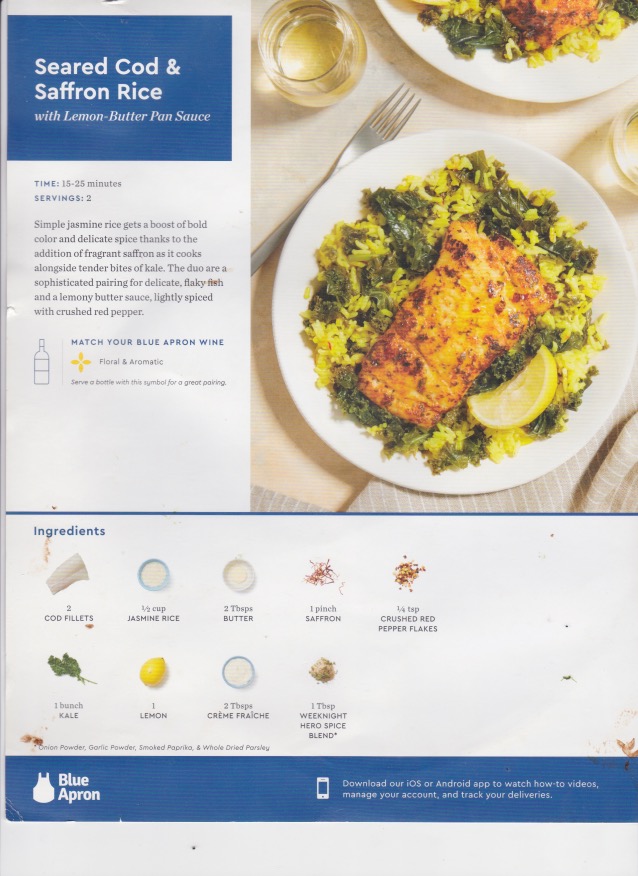 Seared Cod &
Saffron Rice
with Lemon-Butter Pan Sauce
TIME: 15-25 minutes
SERVINGS: 2
Simple jasmine rice gets a boost of bold
color and delicate spice thanks to the
addition of fragrant saffron as it cooks
alongside tender bites of kale. The duo are a
sophisticated pairing for delicate, flaky fish
and a lemony butter sauce, lightly spiced
with crushed red pepper.
MATCH YOUR BLUE APRON WINE
Floral & Aromatic
Serve a bottle with this symbol for a great pairing.
Ingredients
2
COD FILLETS
1/2 cup
JASMINE RICE
2 Tbsps
BUTTER
1 pinch
SAFFRON
1/4 tsp
CRUSHED RED
PEPPER FLAKES
1 bunch
KALE
1
LEMON
2 Tbsps
CRÈME FRAÎCHE
1 Tbsp
WEEKNIGHT
HERO SPICE
BLEND*
* Onion Powder, Garlic Powder, Smoked Paprika, & Whole Dried Parsley
Blue
Apron
Download our iOS or Android app to watch how-to videos,
manage your account, and track your deliveries.